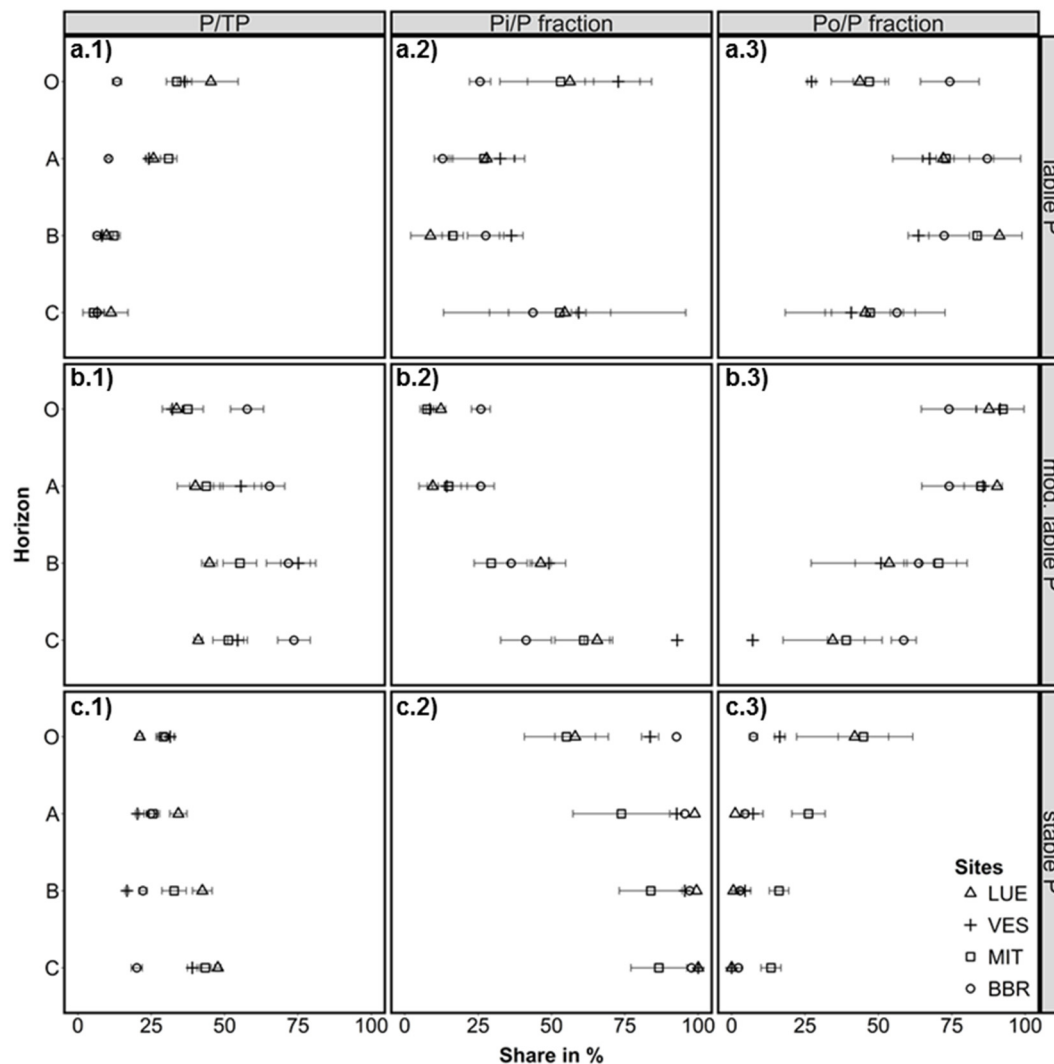 P/TP Pi/P fraction Po/P fraction
a.1) a.2) a.3)
O
A
B
C
labile P
b.1) b.2) b.3)
O
A
B
C
mod. labile P
Horizon
c.1) c.2) c.3)
O
A
B
C
stable P
Sites
LUE
VES
MIT
BBR
0 25 50 75 100 0 25 50 75 100 0 25 50 75 100
Share in %